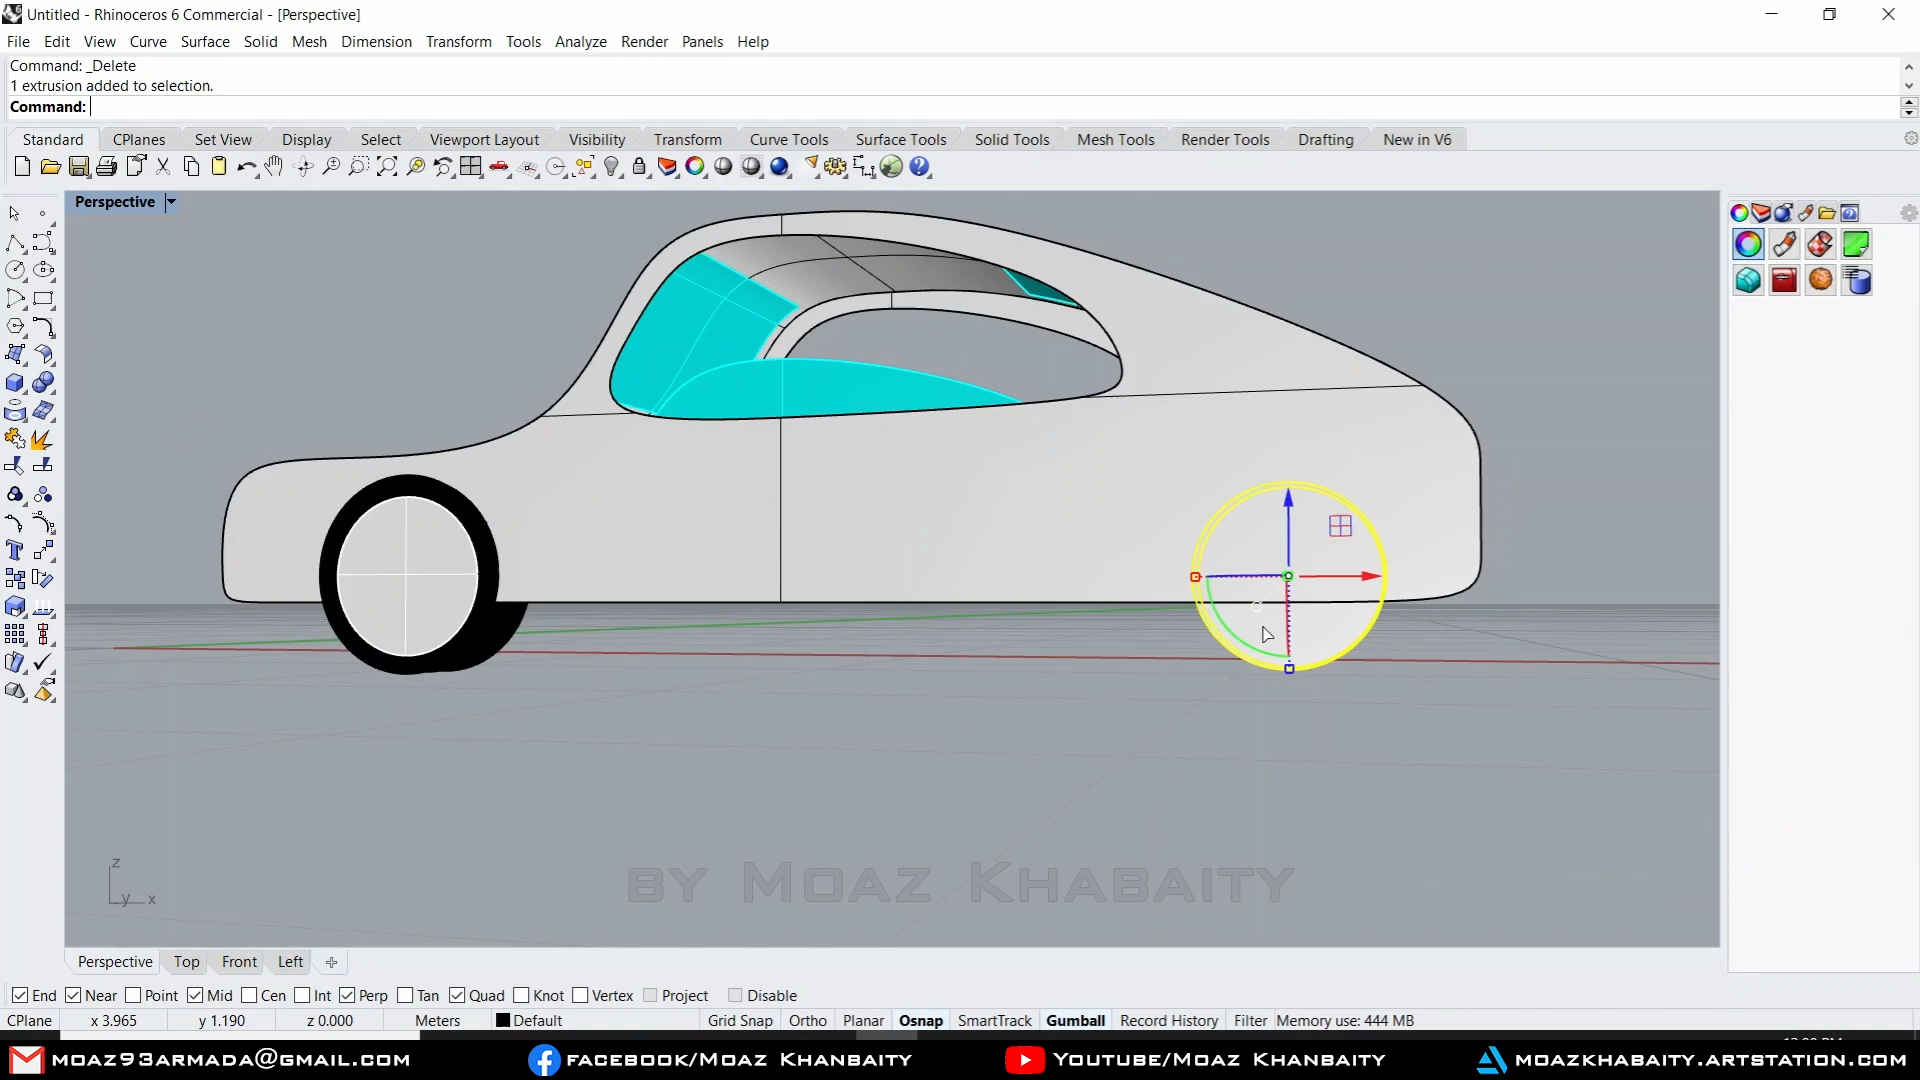 Untitled - Rhinoceros 6 Commercial - [Perspective]
File Edit View Curve Surface Solid Mesh Dimension Transform Tools Analyze Render Panels Help
Command: _Delete
1 extrusion added to selection.
Command:
Standard CPlanes Set View Display Select Viewport Layout Visibility Transform Curve Tools Surface Tools Solid Tools Mesh Tools Render Tools Drafting New in V6
Perspective
z
y x
BY MOAZ KHABAITY
Perspective Top Front Left
End Near Point Mid Cen Int Perp Tan Quad Knot Vertex Project Disable
CPlane x 3.965 y 1.190 z 0.000 Meters Default Grid Snap Ortho Planar Osnap SmartTrack Gumball Record History Filter Memory use: 444 MB
MOAZ93ARMADA@GMAIL.COM FACEBOOK/MOAZ KHANBAITY YOUTUBE/MOAZ KHANBAITY MOAZKHABAITY.ARTSTATION.COM